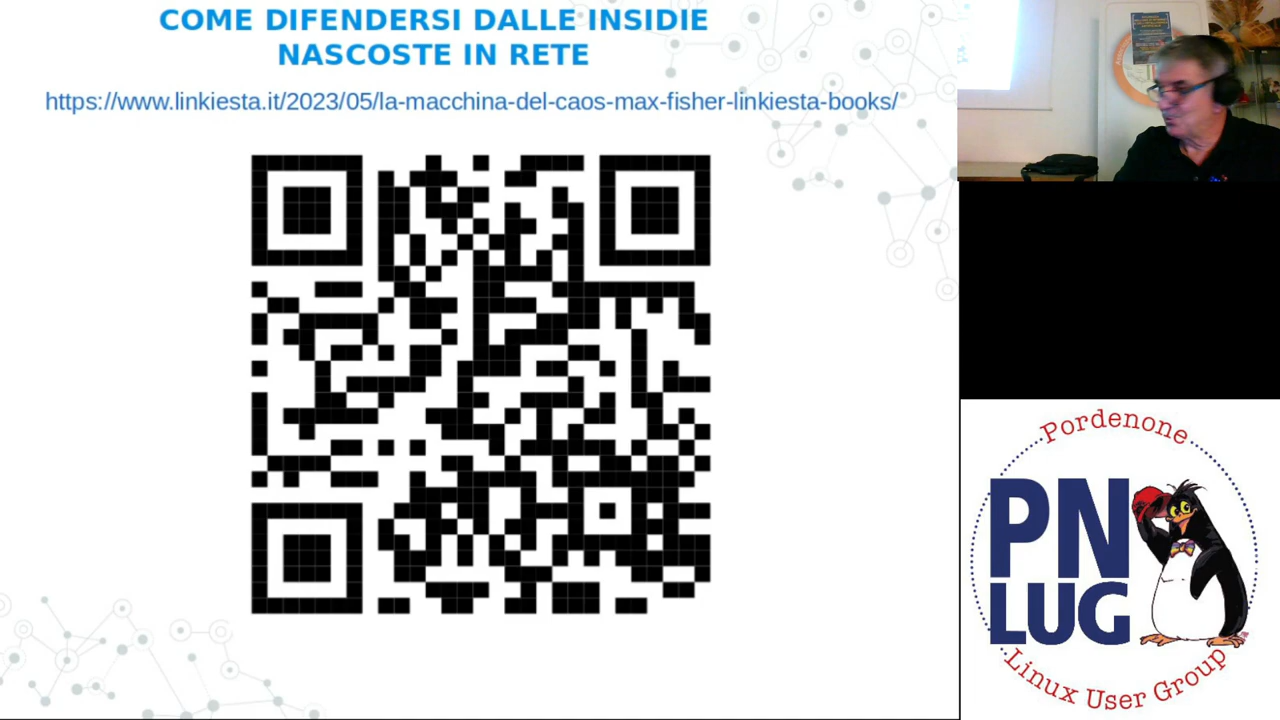 COME DIFENDERSI DALLE INSIDIE
NASCOSTE IN RETE
https://www.linkiesta.it/2023/05/la-macchina-del-caos-max-fisher-linkiesta-books/
Pordenone
PN
LUG
Linux User Group